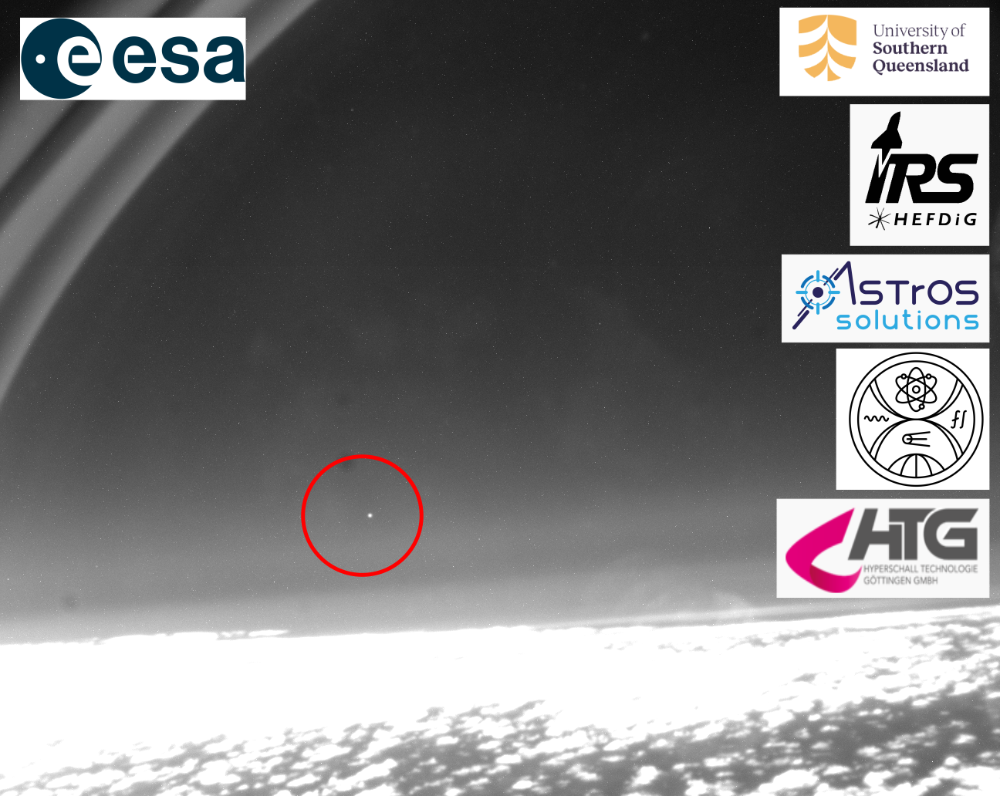 esa
University of
Southern
Queensland
IRS
HEFDiG
Astros
solutions
HTG
HYPERSCHALL TECHNOLOGIE
GÖTTINGEN GMBH